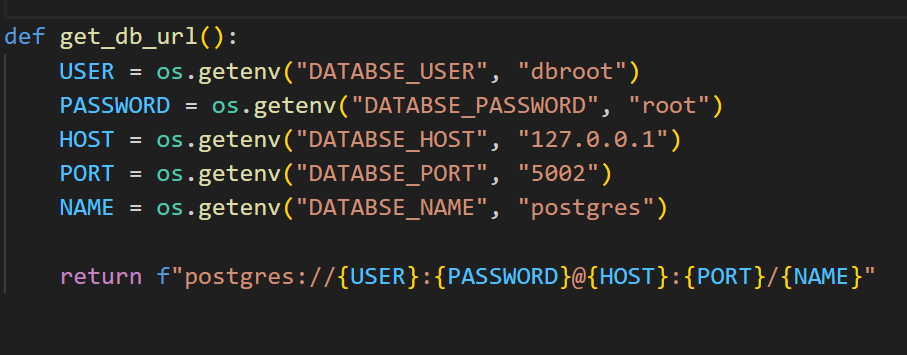 def get_db_url():
    USER = os.getenv("DATABSE_USER", "dbroot")
    PASSWORD = os.getenv("DATABSE_PASSWORD", "root")
    HOST = os.getenv("DATABSE_HOST", "127.0.0.1")
    PORT = os.getenv("DATABSE_PORT", "5002")
    NAME = os.getenv("DATABSE_NAME", "postgres")
    return f"postgres://{USER}:{PASSWORD}@{HOST}:{PORT}/{NAME}"